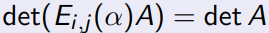 det(E_{i,j}(α)A) = det A